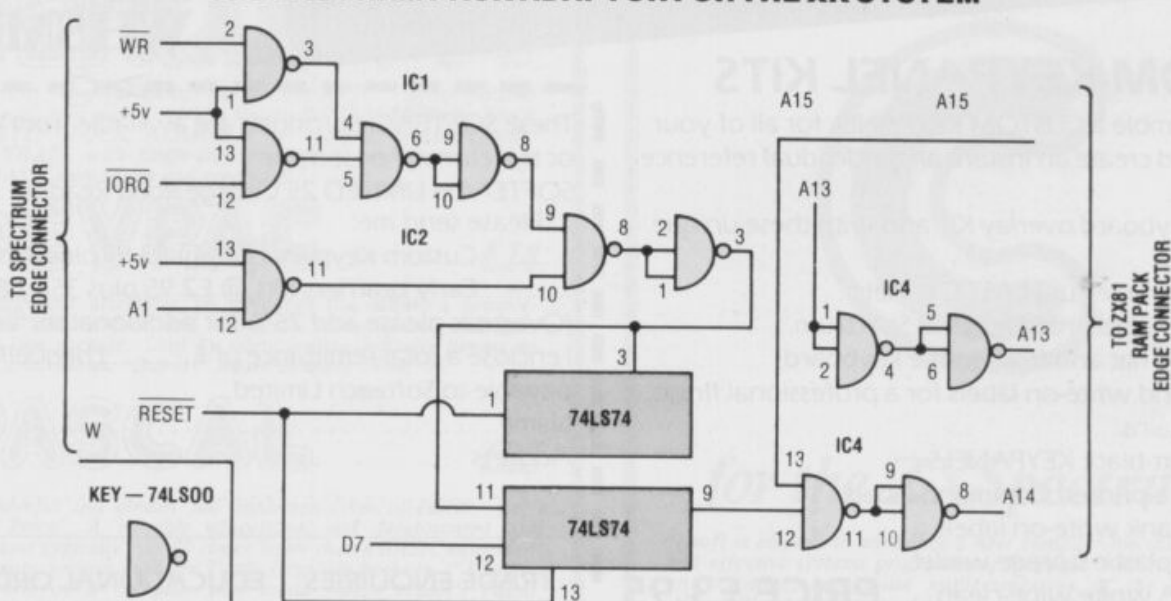 WR
+5v
IORQ
TO SPECTRUM
EDGE CONNECTOR
+5v
A1
RESET
W
2
3
1
13
11
12
13
11
12
IC1
4
6
5
9
8
10
IC2
9
8
10
2
3
1
3
1
74LS74
11
74LS74
9
D7
12
13
KEY — 74LS00
A15
A15
A13
IC4
1
2
4
5
6
A13
IC4
13
12
11
9
10
8
A14
TO ZX81
RAM PACK
EDGE CONNECTOR